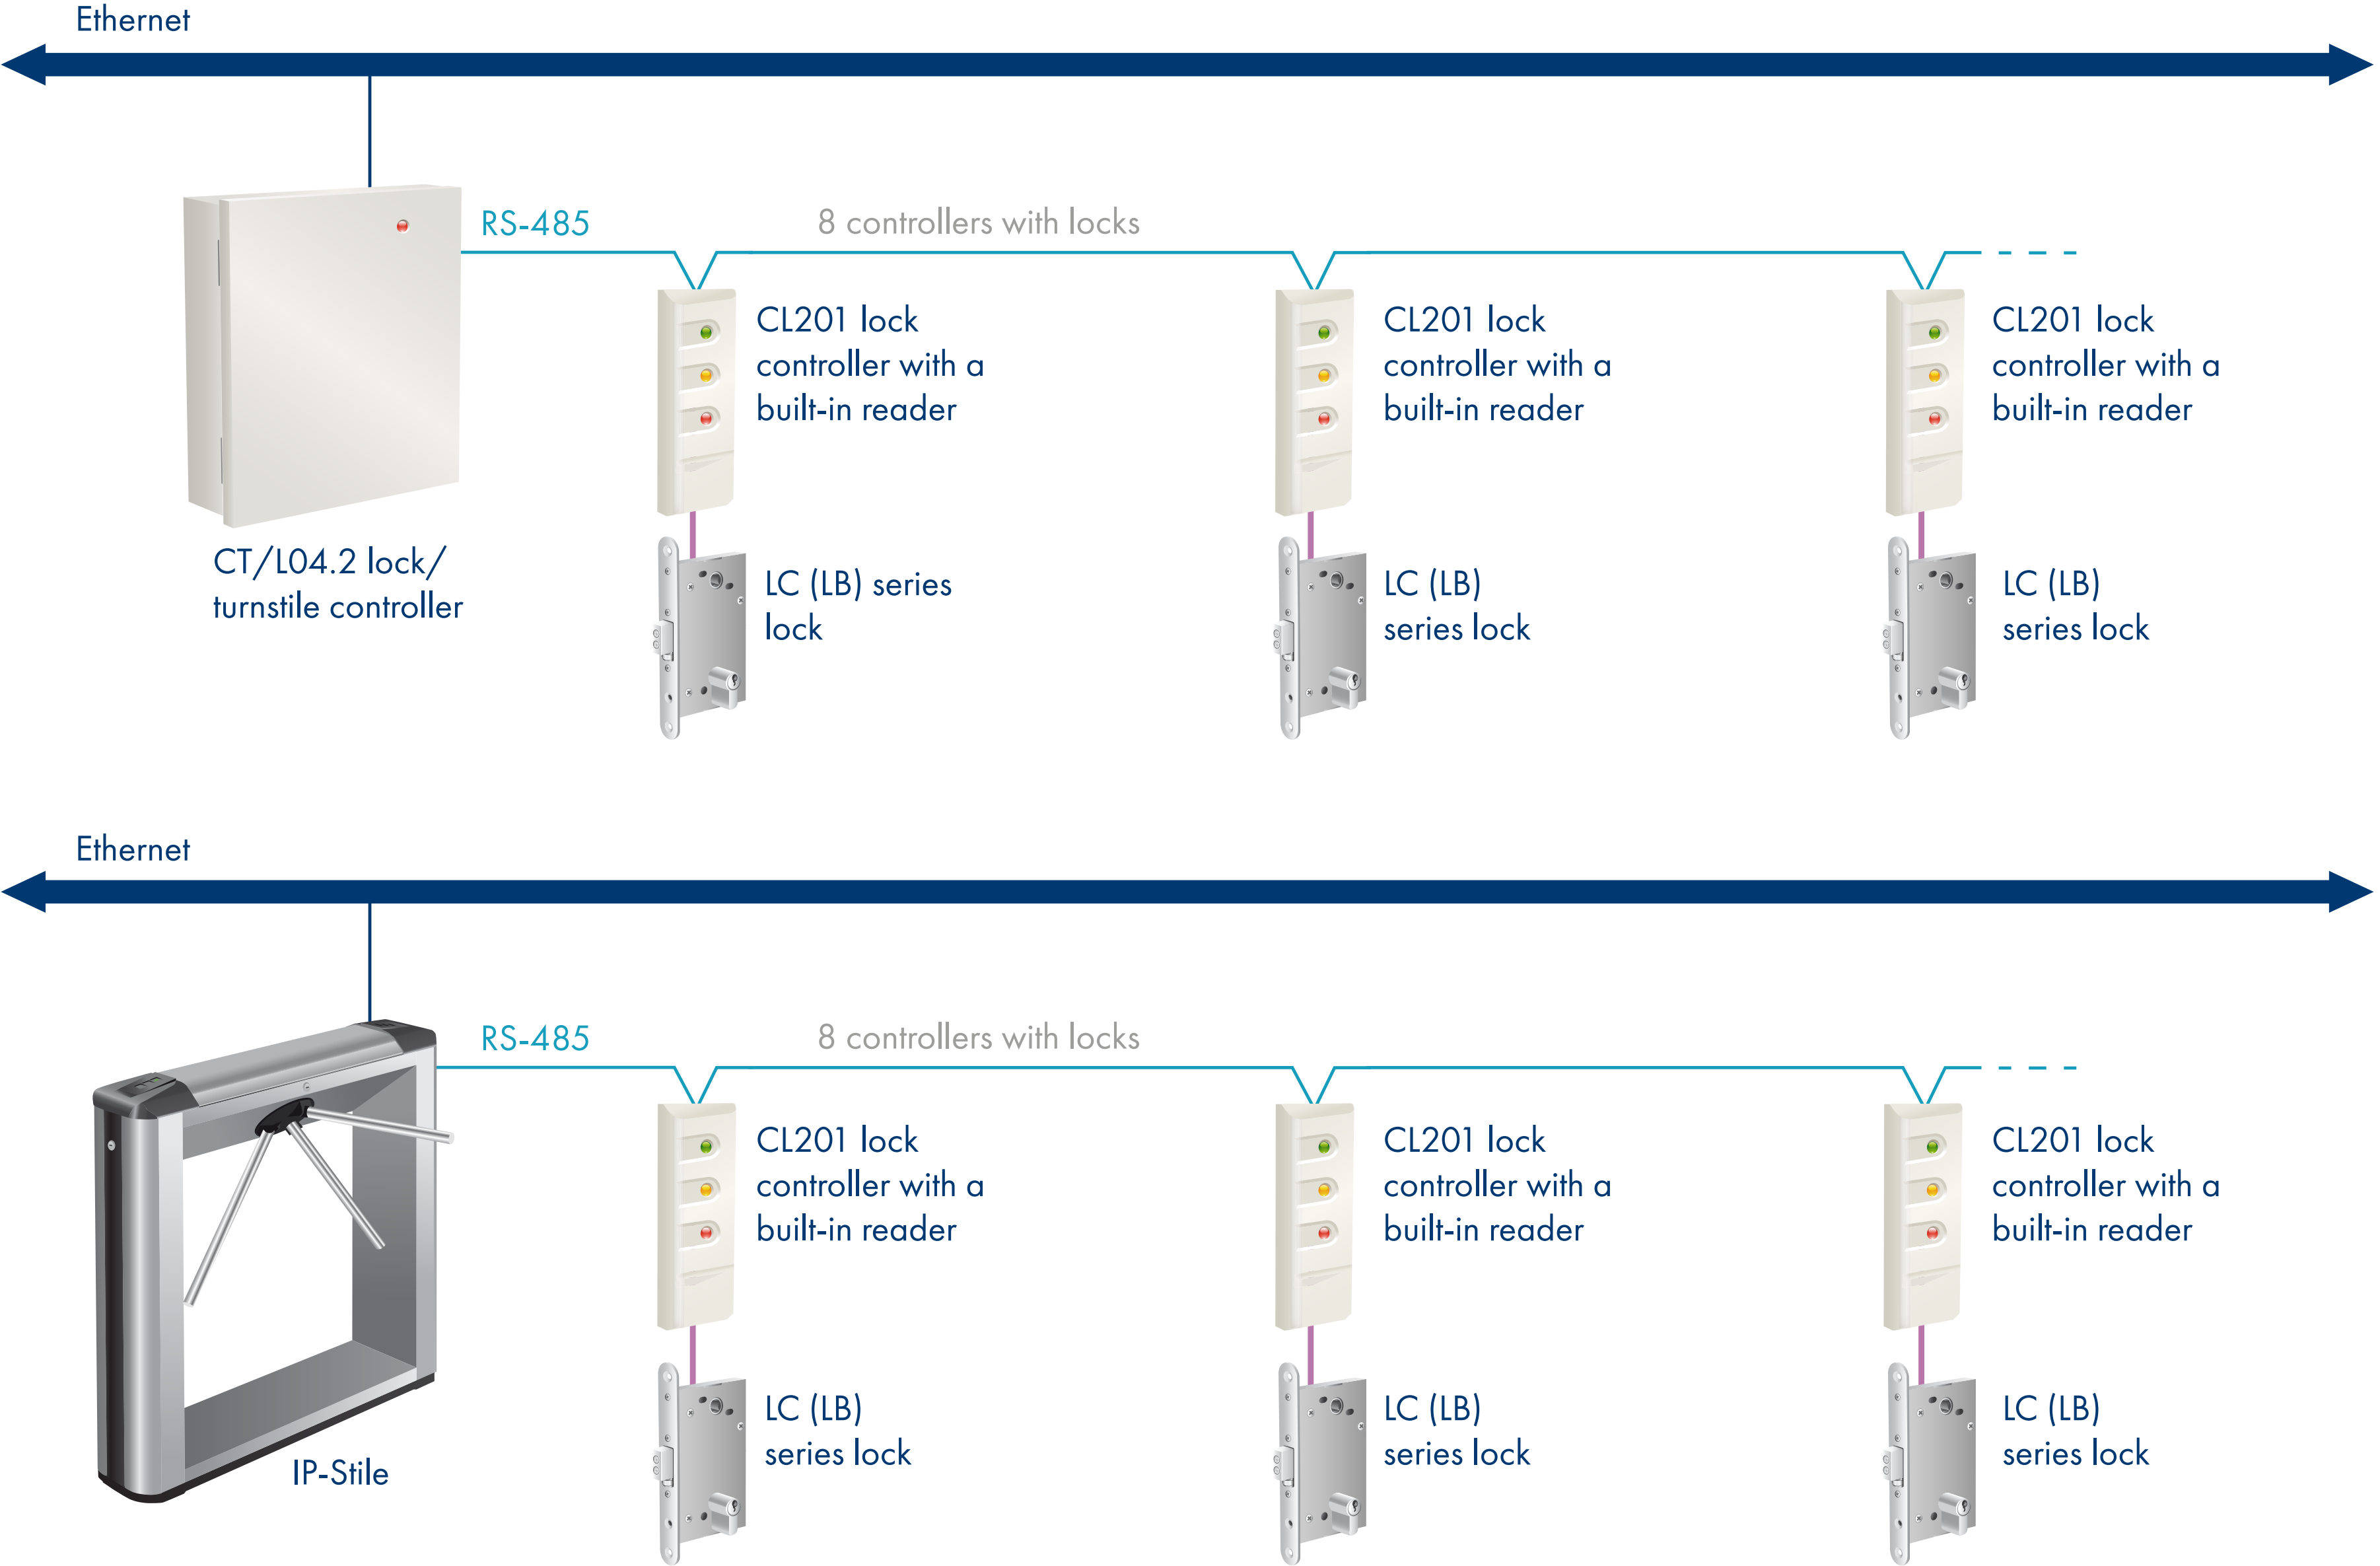 Ethernet
RS-485
8 controllers with locks
CL201 lock
controller with a
built-in reader
CL201 lock
controller with a
built-in reader
CL201 lock
controller with a
built-in reader
CT/L04.2 lock/
turnstile controller
LC (LB) series
lock
LC (LB)
series lock
LC (LB)
series lock
Ethernet
RS-485
8 controllers with locks
CL201 lock
controller with a
built-in reader
CL201 lock
controller with a
built-in reader
CL201 lock
controller with a
built-in reader
IP-Stile
LC (LB)
series lock
LC (LB)
series lock
LC (LB)
series lock